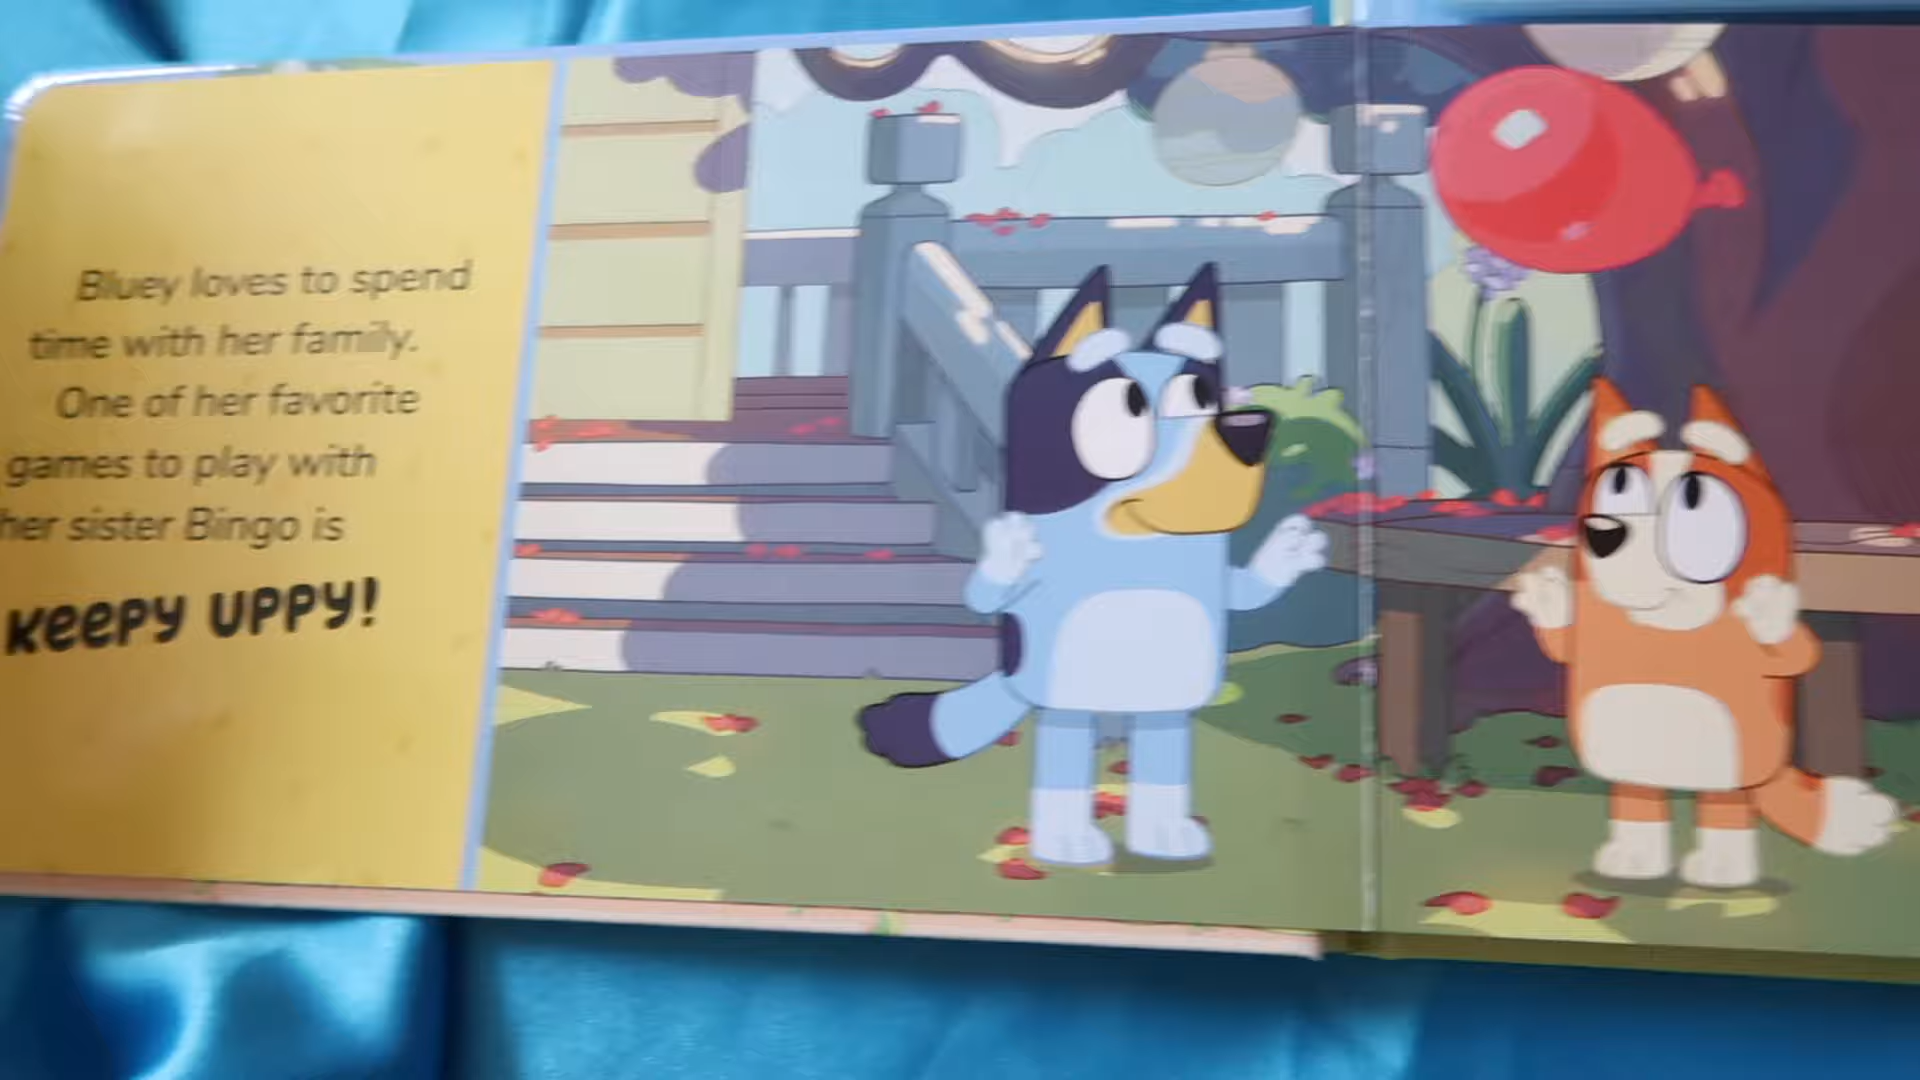 Bluey loves to spend
time with her family.
One of her favorite
games to play with
her sister Bingo is
KEEPY UPPY!